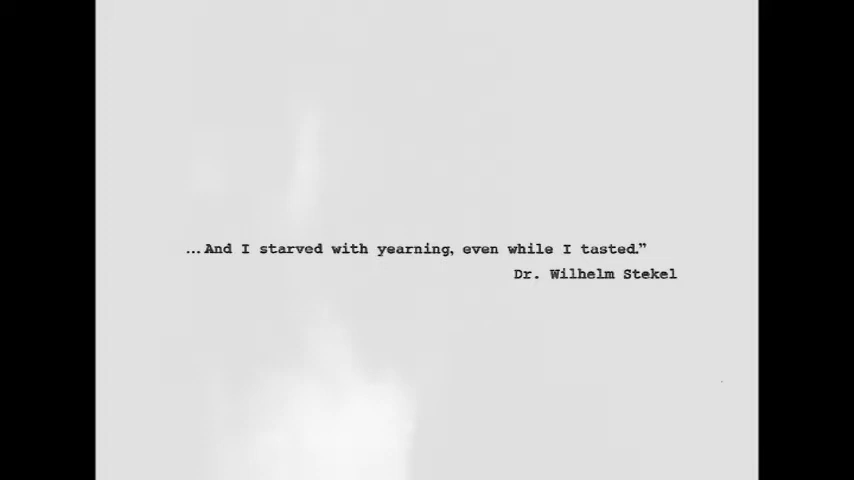 ...And I starved with yearning, even while I tasted.”
Dr. Wilhelm Stekel